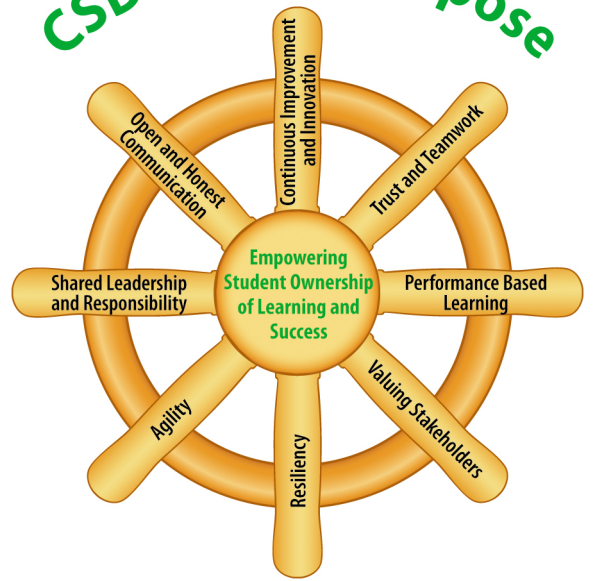 Continuous Improvement
and Innovation
Trust and Teamwork
Performance Based
Learning
Valuing Stakeholders
Resiliency
Agility
Shared Leadership
and Responsibility
Open and Honest
Communication
Empowering
Student Ownership
of Learning and
Success